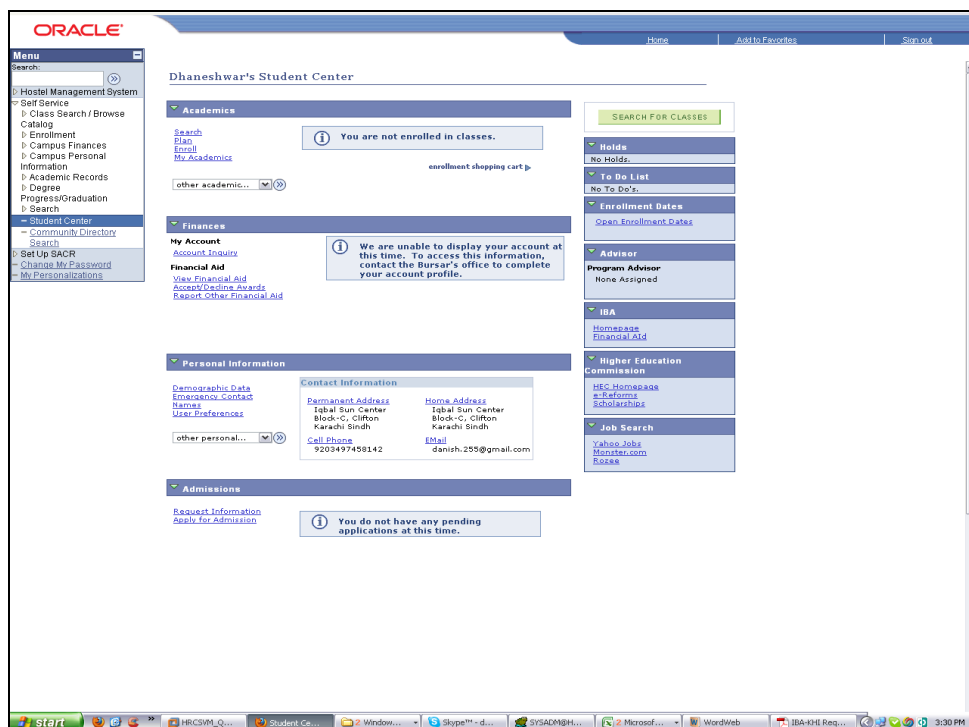 ORACLE
Home
Add to Favorites
Sign out
Menu
Search:
Hostel Management System
Self Service
Class Search / Browse
Catalog
Enrollment
Campus Finances
Campus Personal
Information
Academic Records
Degree
Progress/Graduation
Search
Student Center
Community Directory
Search
Set Up SACR
Change My Password
My Personalizations
Dhaneshwar's Student Center
Academics
Search
Plan
Enroll
My Academics
You are not enrolled in classes.
enrollment shopping cart
other academic...
Finances
My Account
Account Inquiry
Financial Aid
View Financial Aid
Accept/Decline Awards
Report Other Financial Aid
We are unable to display your account at
this time. To access this information,
contact the Bursar's office to complete
your account profile.
Personal Information
Demographic Data
Emergency Contact
Names
User Preferences
other personal...
Contact Information
Permanent Address
Iqbal Sun Center
Block-C, Clifton
Karachi Sindh
Home Address
Iqbal Sun Center
Block-C, Clifton
Karachi Sindh
Cell Phone
9203497458142
EMail
danish.255@gmail.com
Admissions
Request Information
Apply for Admission
You do not have any pending
applications at this time.
SEARCH FOR CLASSES
Holds
No Holds.
To Do List
No To Do's.
Enrollment Dates
Open Enrollment Dates
Advisor
Program Advisor
None Assigned
IBA
Homepage
Financial AId
Higher Education
Commission
HEC Homepage
e-Reforms
Scholarships
Job Search
Yahoo Jobs
Monster.com
Rozee
start
HRCSVM_Q...
Student Ce...
2 Window...
Skype™ - d...
SYSADM@H...
2 Microsof...
WordWeb
IBA-KHI Req...
3:30 PM